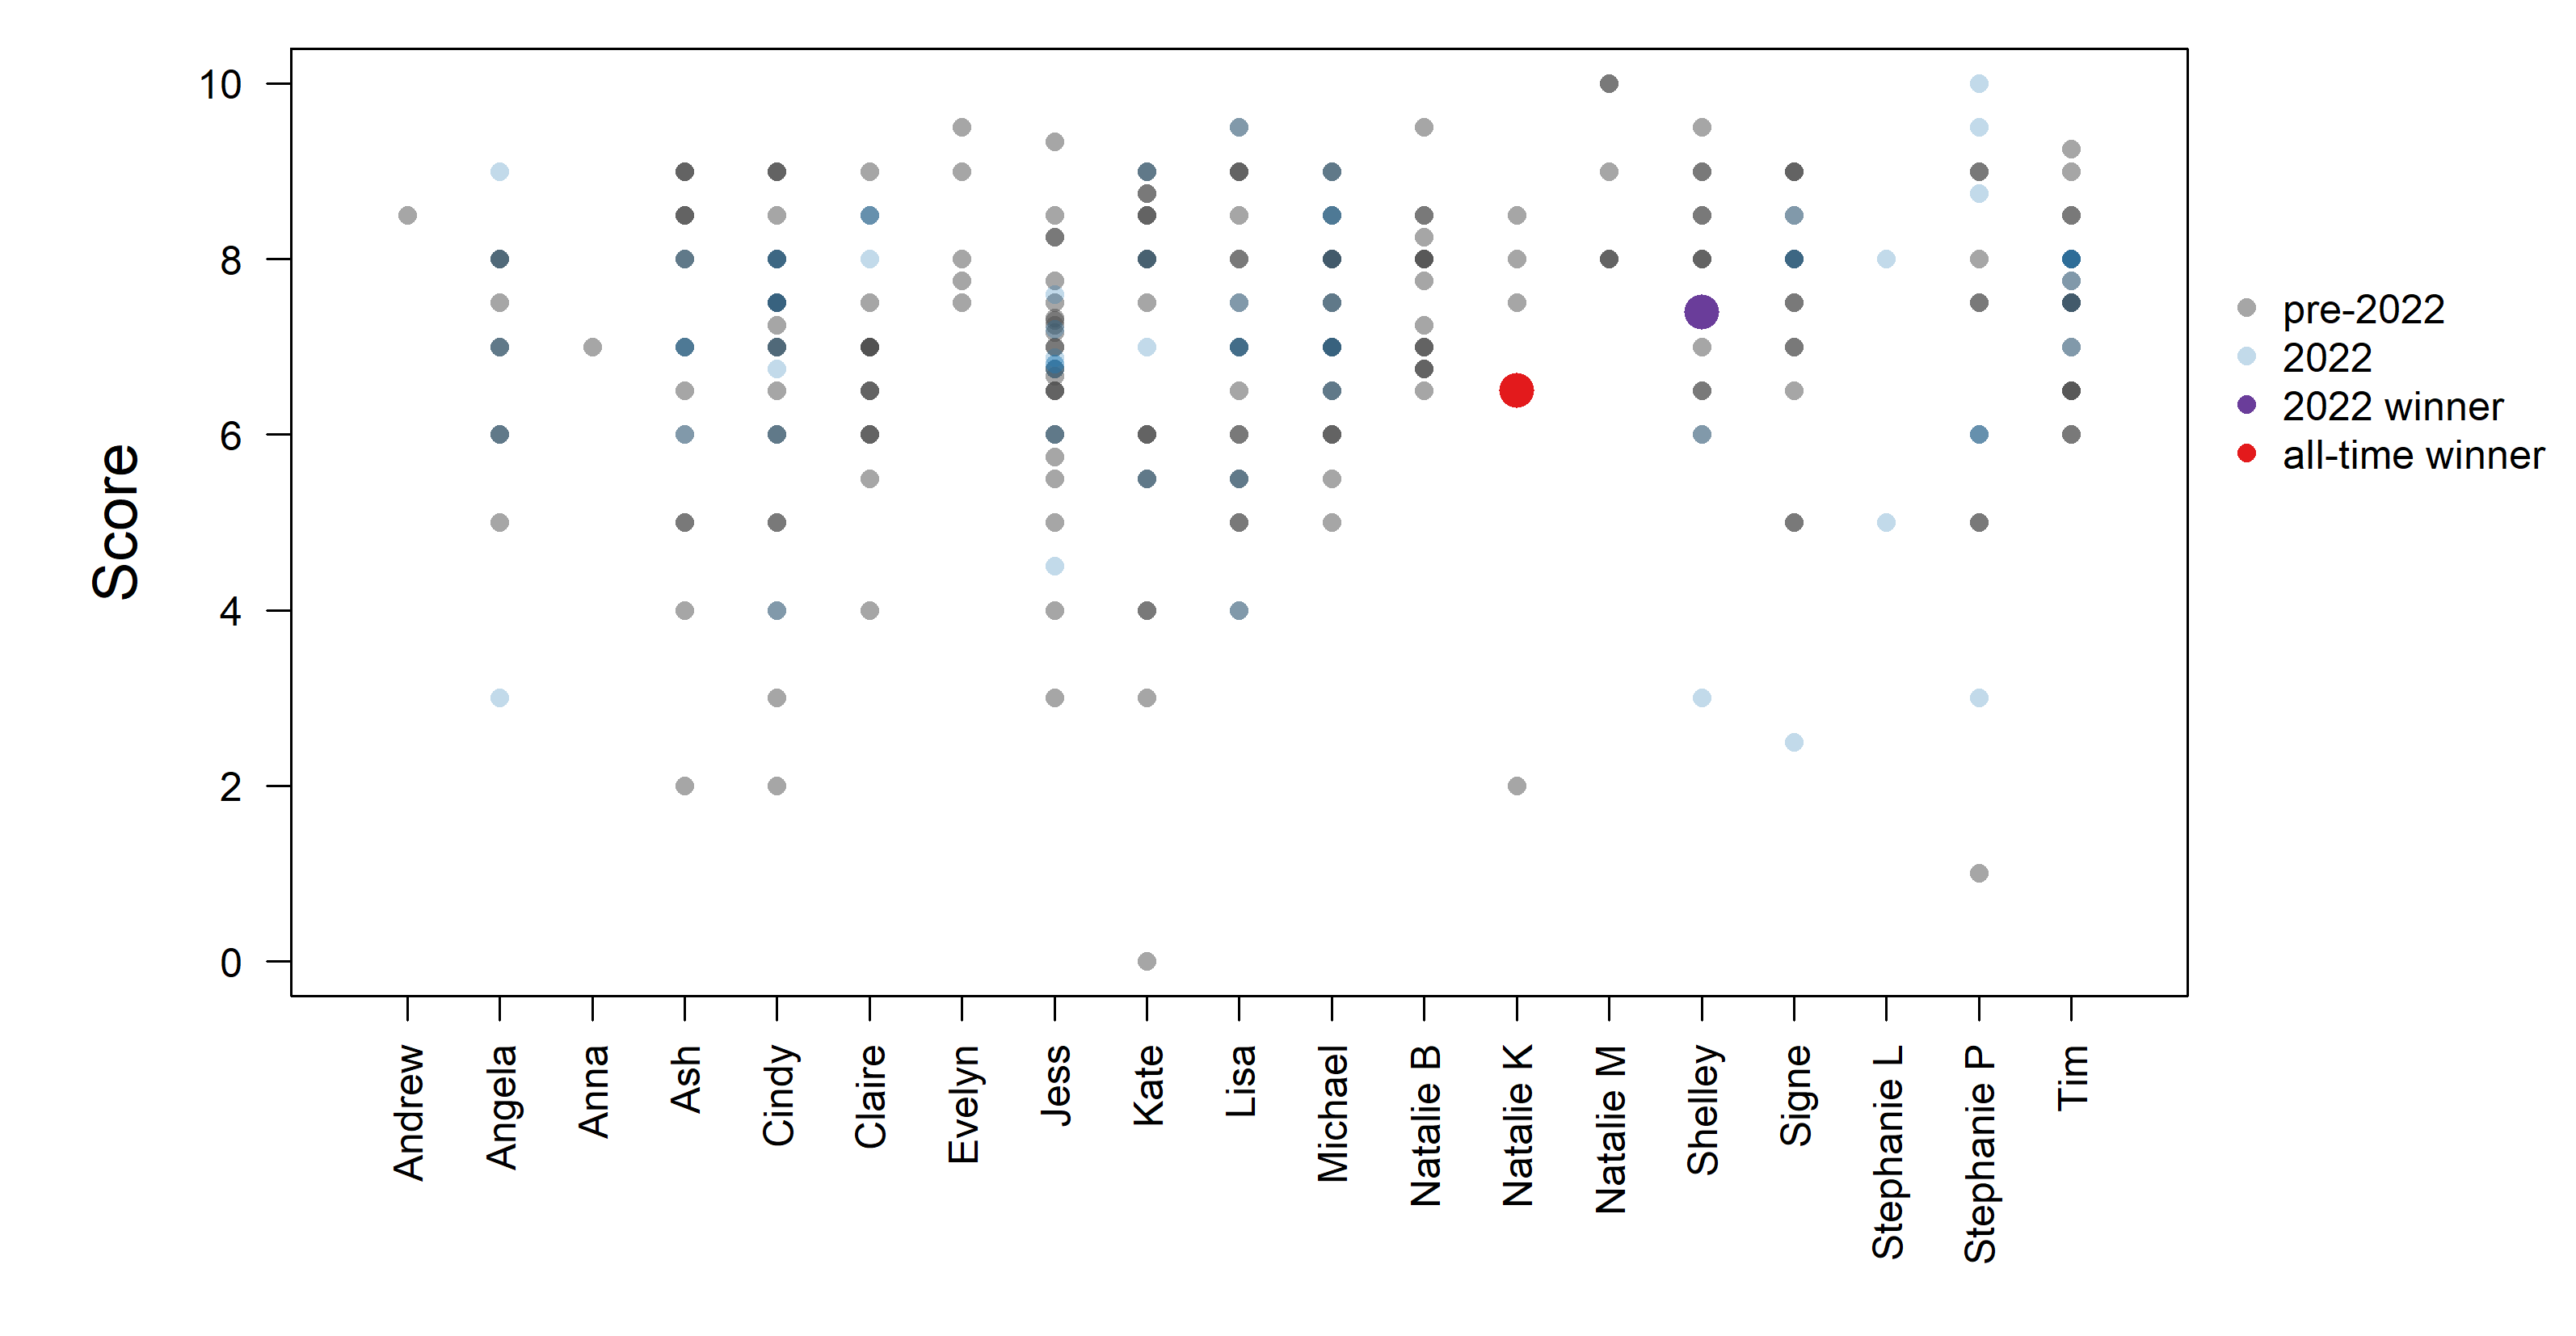 Score
10
8
6
4
2
0
Andrew
Angela
Anna
Ash
Cindy
Claire
Evelyn
Jess
Kate
Lisa
Michael
Natalie B
Natalie K
Natalie M
Shelley
Signe
Stephanie L
Stephanie P
Tim
pre-2022
2022
2022 winner
all-time winner